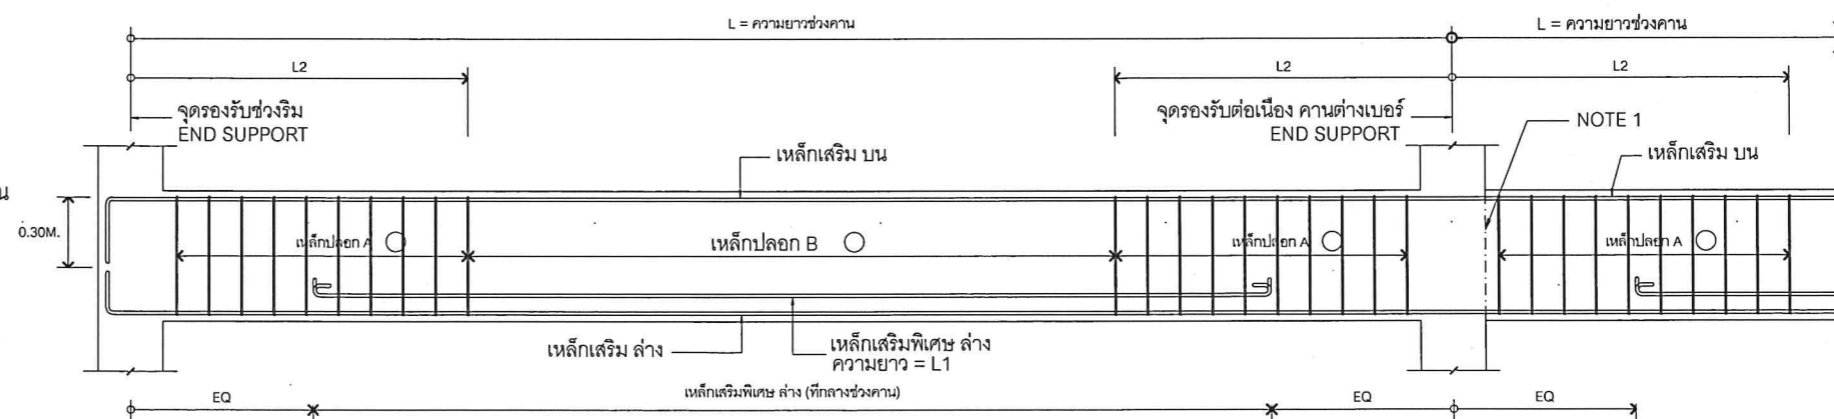 L = ความยาวช่วงคาน
L = ความยาวช่วงคาน
L2
L2
L2
จุดรองรับช่วงริม
END SUPPORT
จุดรองรับต่อเนื่อง คานต่างเบอร์
END SUPPORT
NOTE 1
เหล็กเสริม บน
เหล็กเสริม บน
น
0.30M.
เหล็กปลอก A
เหล็กปลอก B
เหล็กปลอก A
เหล็กปลอก A
เหล็กเสริม ล่าง
เหล็กเสริมพิเศษ ล่าง
ความยาว = L1
EQ
เหล็กเสริมพิเศษ ล่าง (ที่กลางช่วงคาน)
EQ
EQ